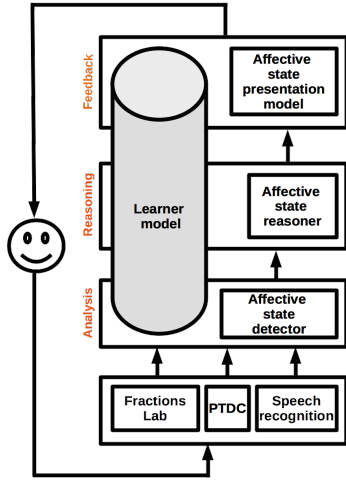 Feedback
Affective
state
presentation
model
Reasoning
Learner
model
Affective
state
reasoner
Analysis
Affective
state
detector
Fractions
Lab
PTDC
Speech
recognition